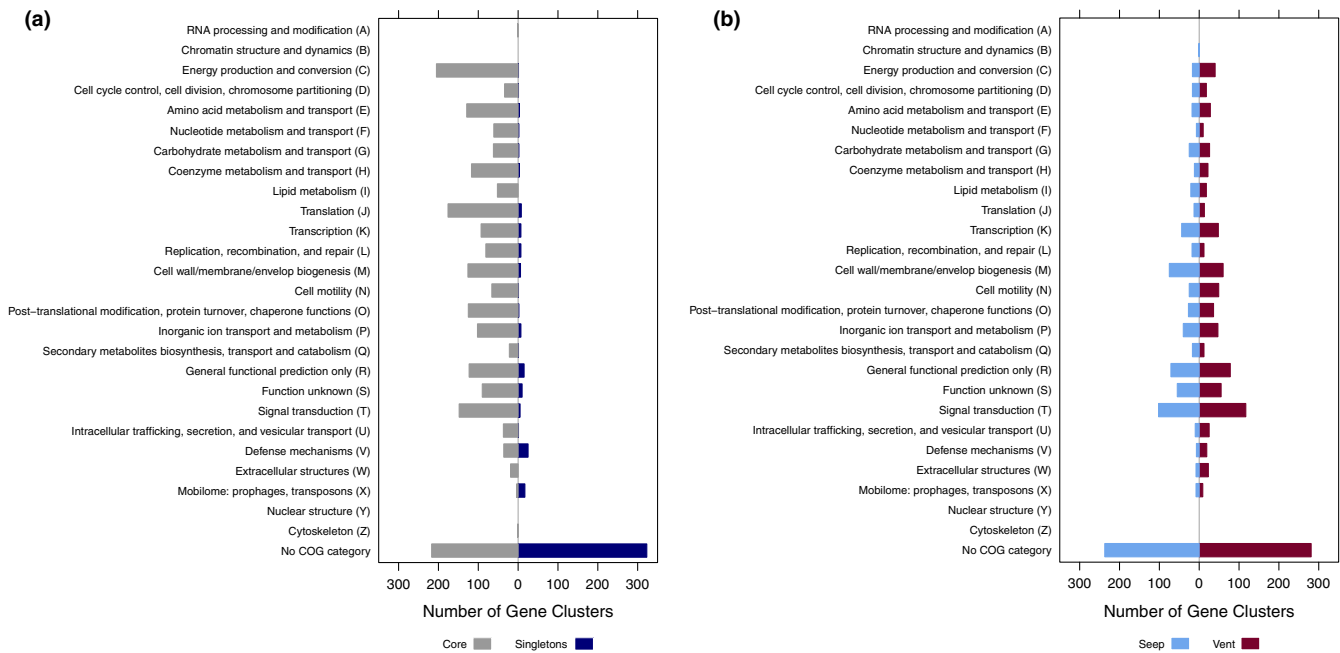 (a)
RNA processing and modification (A)
Chromatin structure and dynamics (B)
Energy production and conversion (C)
Cell cycle control, cell division, chromosome partitioning (D)
Amino acid metabolism and transport (E)
Nucleotide metabolism and transport (F)
Carbohydrate metabolism and transport (G)
Coenzyme metabolism and transport (H)
Lipid metabolism (I)
Translation (J)
Transcription (K)
Replication, recombination, and repair (L)
Cell wall/membrane/envelop biogenesis (M)
Cell motility (N)
Post−translational modification, protein turnover, chaperone functions (O)
Inorganic ion transport and metabolism (P)
Secondary metabolites biosynthesis, transport and catabolism (Q)
General functional prediction only (R)
Function unknown (S)
Signal transduction (T)
Intracellular trafficking, secretion, and vesicular transport (U)
Defense mechanisms (V)
Extracellular structures (W)
Mobilome: prophages, transposons (X)
Nuclear structure (Y)
Cytoskeleton (Z)
No COG category
300 200 100 0 100 200 300
Number of Gene Clusters
Core Singletons
(b)
RNA processing and modification (A)
Chromatin structure and dynamics (B)
Energy production and conversion (C)
Cell cycle control, cell division, chromosome partitioning (D)
Amino acid metabolism and transport (E)
Nucleotide metabolism and transport (F)
Carbohydrate metabolism and transport (G)
Coenzyme metabolism and transport (H)
Lipid metabolism (I)
Translation (J)
Transcription (K)
Replication, recombination, and repair (L)
Cell wall/membrane/envelop biogenesis (M)
Cell motility (N)
Post−translational modification, protein turnover, chaperone functions (O)
Inorganic ion transport and metabolism (P)
Secondary metabolites biosynthesis, transport and catabolism (Q)
General functional prediction only (R)
Function unknown (S)
Signal transduction (T)
Intracellular trafficking, secretion, and vesicular transport (U)
Defense mechanisms (V)
Extracellular structures (W)
Mobilome: prophages, transposons (X)
Nuclear structure (Y)
Cytoskeleton (Z)
No COG category
300 200 100 0 100 200 300
Number of Gene Clusters
Seep Vent